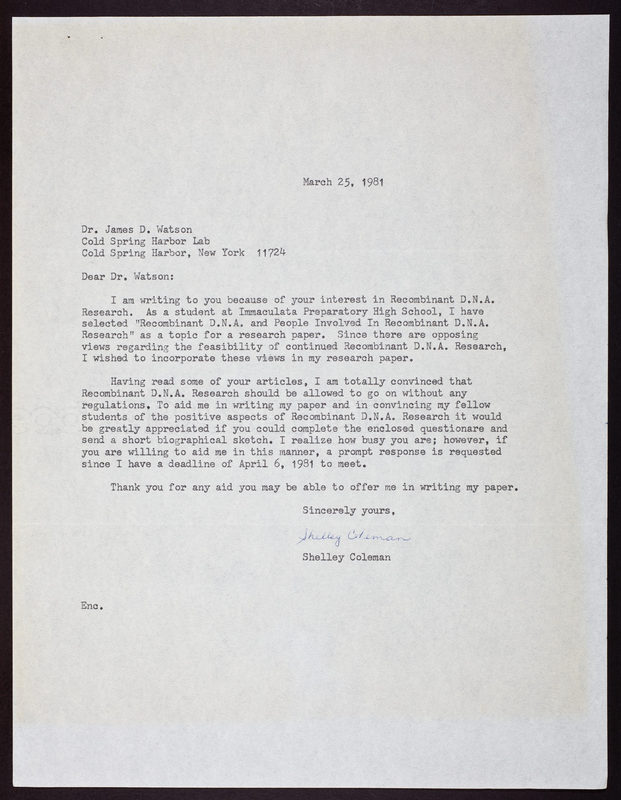 March 25, 1981
Dr. James D. Watson
Cold Spring Harbor Lab
Cold Spring Harbor, New York 11724
Dear Dr. Watson:
I am writing to you because of your interest in Recombinant D.N.A.
Research. As a student at Immaculata Preparatory High School, I have
selected "Recombinant D.N.A. and People Involved In Recombinant D.N.A.
Research" as a topic for a research paper. Since there are opposing
views regarding the feasibility of continued Recombinant D.N.A. Research,
I wished to incorporate these views in my research paper.
Having read some of your articles, I am totally convinced that
Recombinant D.N.A. Research should be allowed to go on without any
regulations. To aid me in writing my paper and in convincing my fellow
students of the positive aspects of Recombinant D.N.A. Research it would
be greatly appreciated if you could complete the enclosed questionare and
send a short biographical sketch. I realize how busy you are; however, if
you are willing to aid me in this manner, a prompt response is requested
since I have a deadline of April 6, 1981 to meet.
Thank you for any aid you may be able to offer me in writing my paper.
Sincerely yours,
Shelley Coleman
Shelley Coleman
Enc.